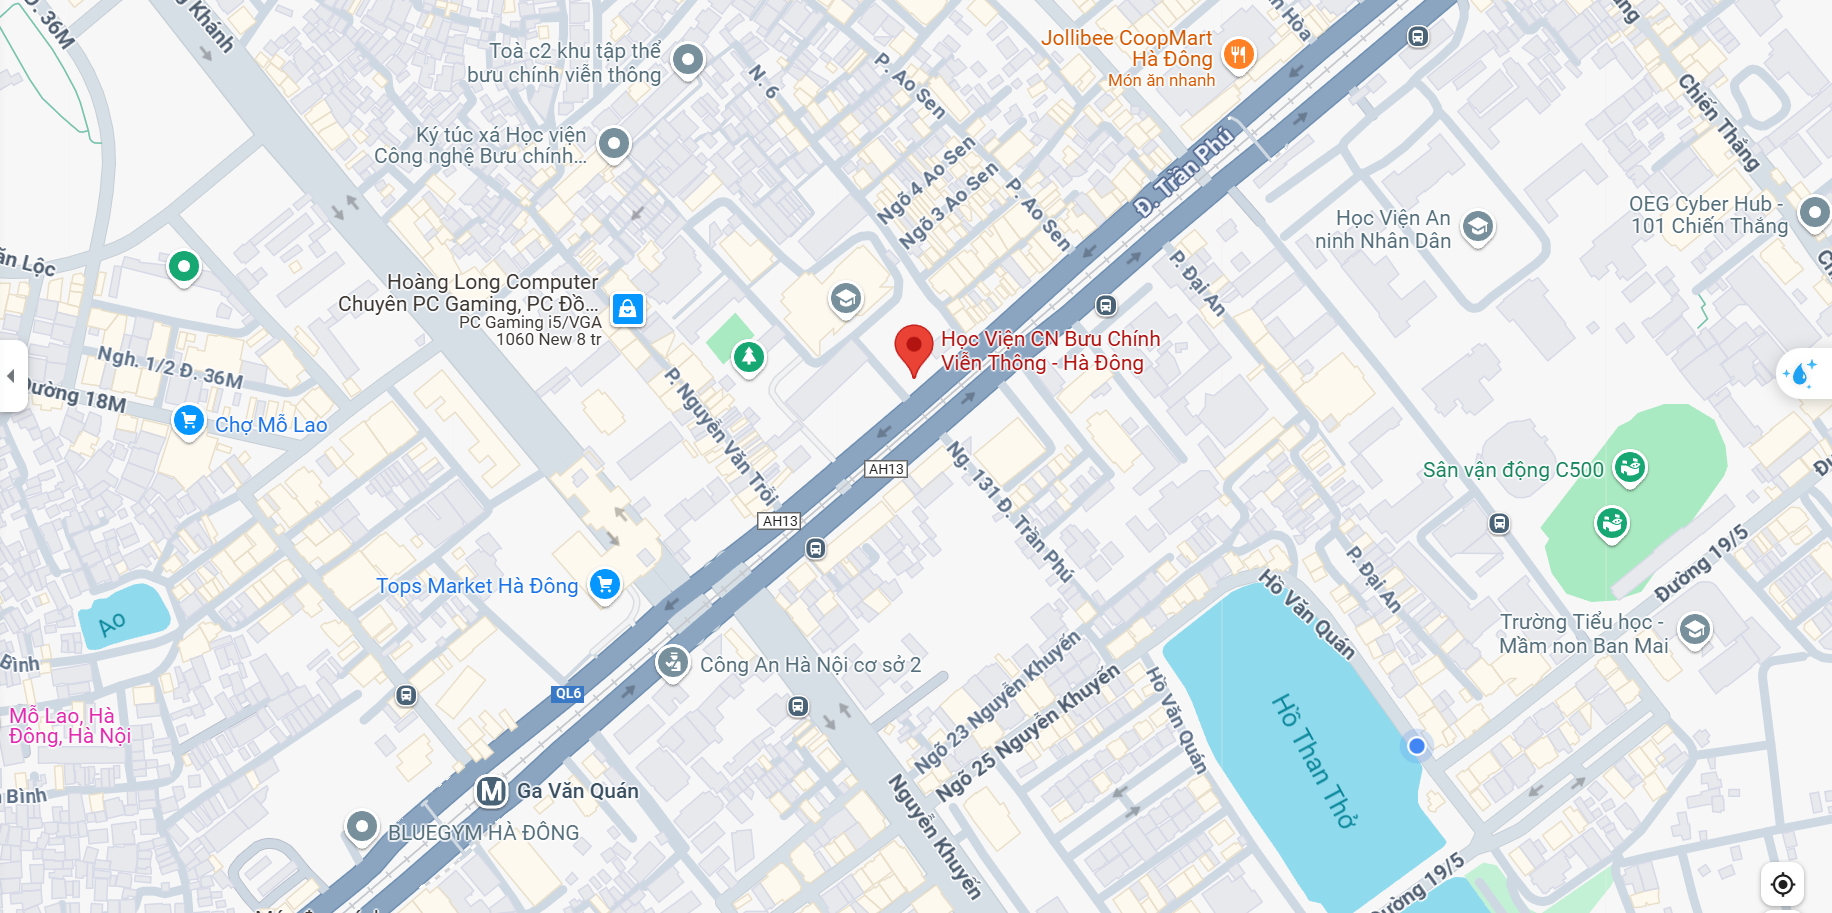 Đ. 36M
g Khánh
Toà c2 khu tập thể
bưu chính viễn thông
N. 6
P. Ao Sen
Jollibee CoopMart
Hà Đông
Món ăn nhanh
Chiến Thắng
Ký túc xá Học viện
Công nghệ Bưu chính...
Ngõ 4 Ao Sen
Ngõ 3 Ao Sen
P. Ao Sen
Đ. Trần Phú
Học Viện An
ninh Nhân Dân
OEG Cyber Hub -
101 Chiến Thắng
ăn Lộc
P. Đại An
Hoàng Long Computer
Chuyên PC Gaming, PC Đồ...
PC Gaming i5/VGA
1060 New 8 tr
Học Viện CN Bưu Chính
Viễn Thông - Hà Đông
Ngh. 1/2 Đ. 36M
Đường 18M
Chợ Mỗ Lao
P. Nguyễn Văn Trỗi
AH13
Ng. 131 Đ. Trần Phú
Sân vận động C500
AH13
Đường 19/5
P. Đại An
Tops Market Hà Đông
Hồ Văn Quán
Ao
Trường Tiểu học -
Mầm non Ban Mai
Bình
Công An Hà Nội cơ sở 2
QL6
Ngõ 23 Nguyễn Khuyến
Ngõ 25 Nguyễn Khuyến
Hồ Văn Quán
Hồ Than Thở
Mỗ Lao, Hà
Đông, Hà Nội
Bình
M
Ga Văn Quán
Nguyễn Khuyến
BLUEGYM HÀ ĐÔNG
Đường 19/5